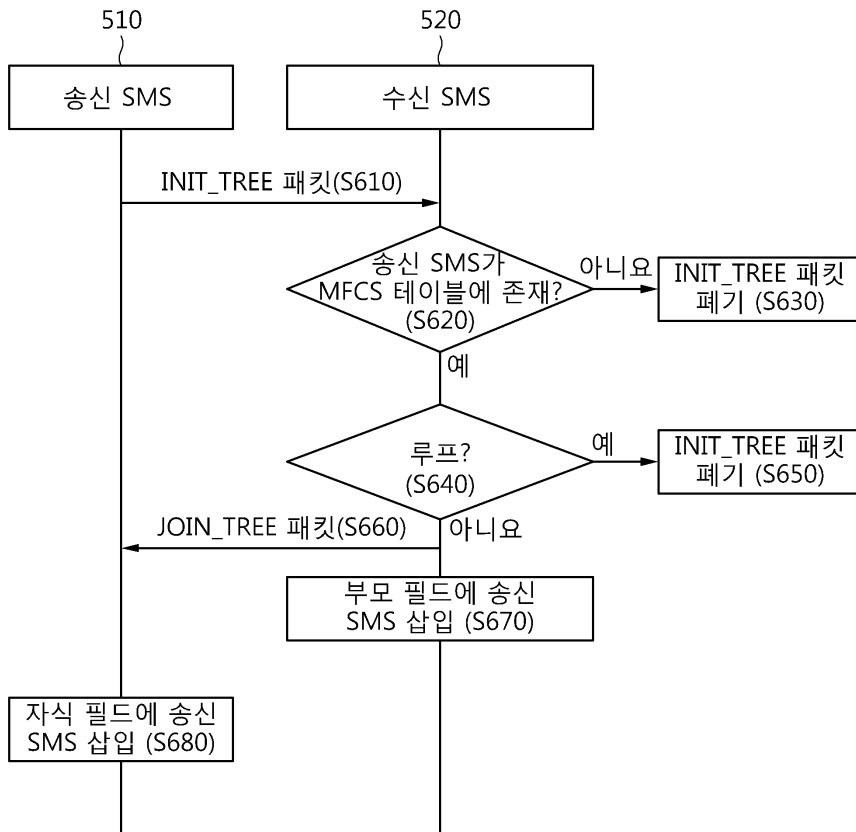 510
520
송신 SMS
수신 SMS
INIT_TREE 패킷(S610)
송신 SMS가
MFCS 테이블에 존재?
(S620)
아니요
INIT_TREE 패킷
폐기 (S630)
예
루프?
(S640)
예
INIT_TREE 패킷
폐기 (S650)
JOIN_TREE 패킷(S660)
아니요
부모 필드에 송신
SMS 삽입 (S670)
자식 필드에 송신
SMS 삽입 (S680)